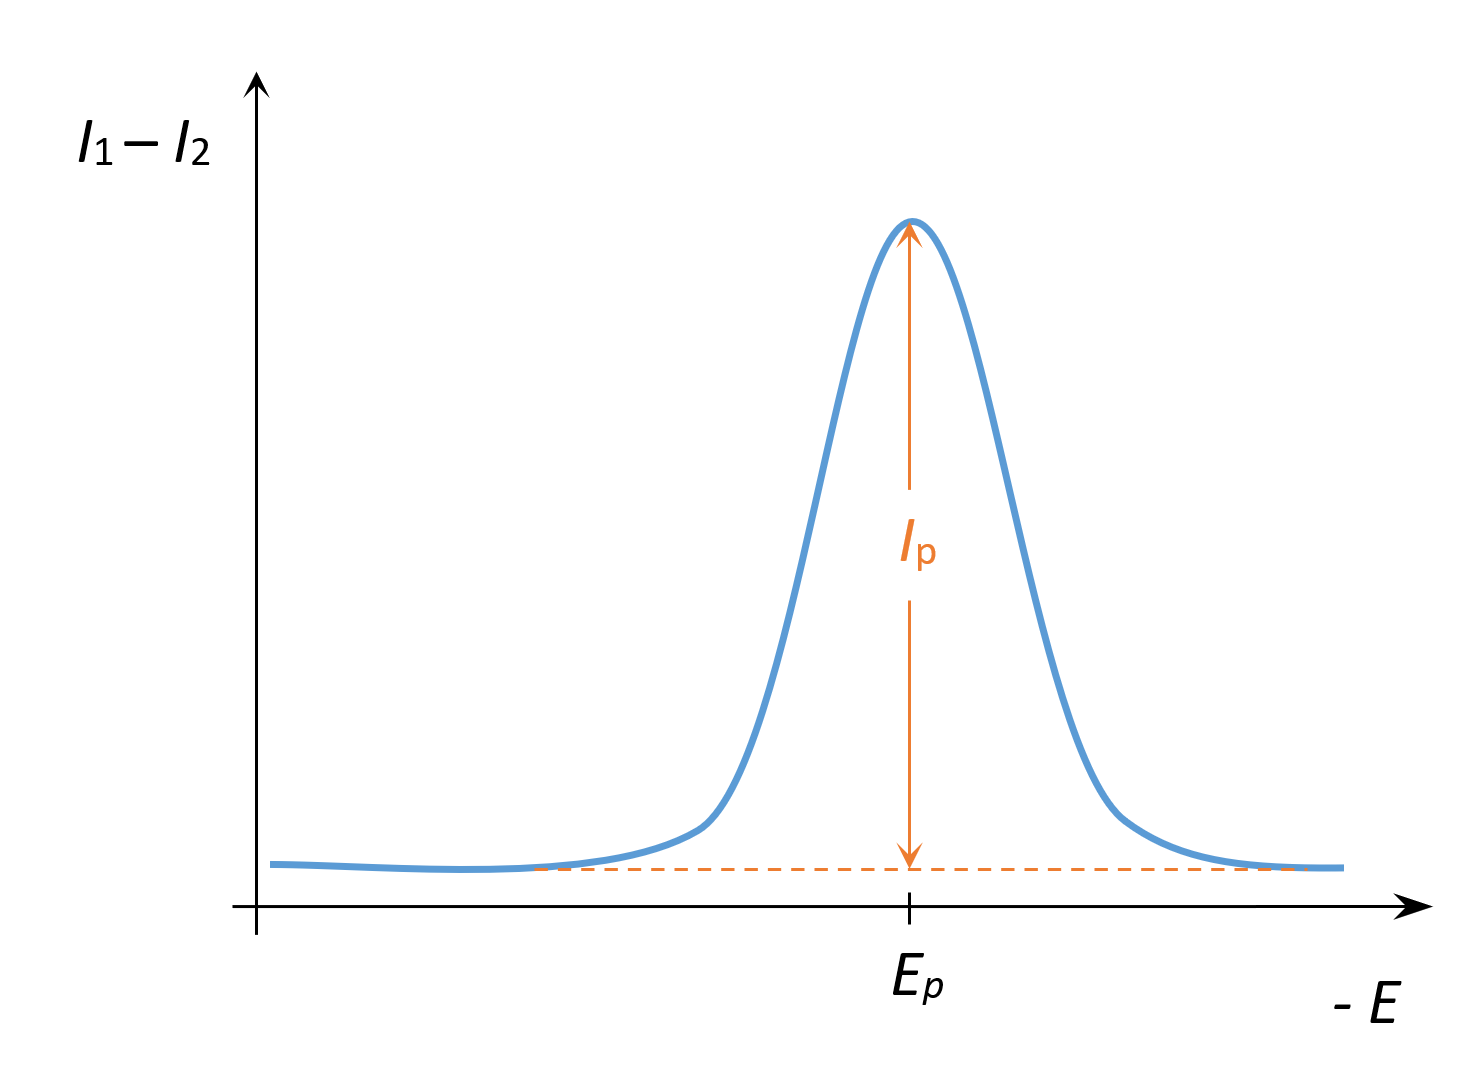 I₁ – I₂
Iₚ
Eₚ
- E